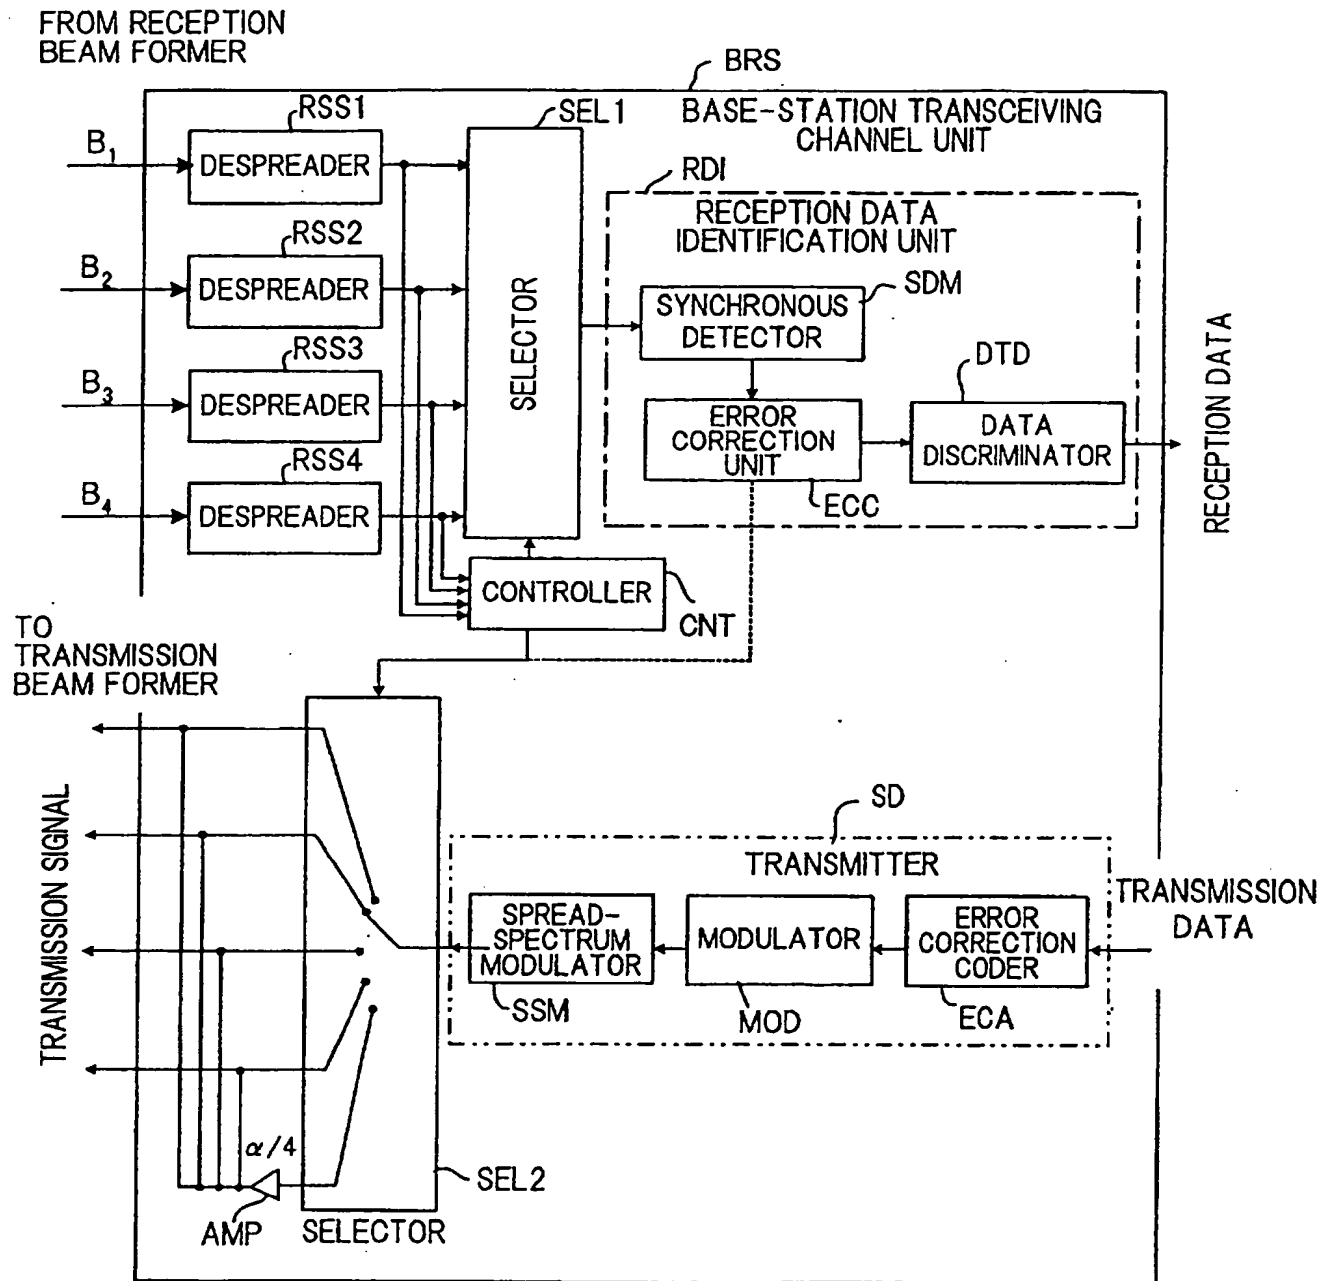 FROM RECEPTION
BEAM FORMER
BRS
BASE-STATION TRANSCEIVING
CHANNEL UNIT
RSS1
SEL1
B1
DESPREADER
RDI
RECEPTION DATA
IDENTIFICATION UNIT
RSS2
B2
DESPREADER
SELECTOR
SDM
SYNCHRONOUS
DETECTOR
RSS3
B3
DESPREADER
DTD
ERROR
CORRECTION
UNIT
DATA
DISCRIMINATOR
RECEPTION DATA
RSS4
B4
DESPREADER
ECC
CONTROLLER
CNT
TO
TRANSMISSION
BEAM FORMER
TRANSMISSION SIGNAL
SD
TRANSMITTER
SPREAD-
SPECTRUM
MODULATOR
MODULATOR
ERROR
CORRECTION
CODER
TRANSMISSION
DATA
SSM
MOD
ECA
α/4
AMP
SEL2
SELECTOR